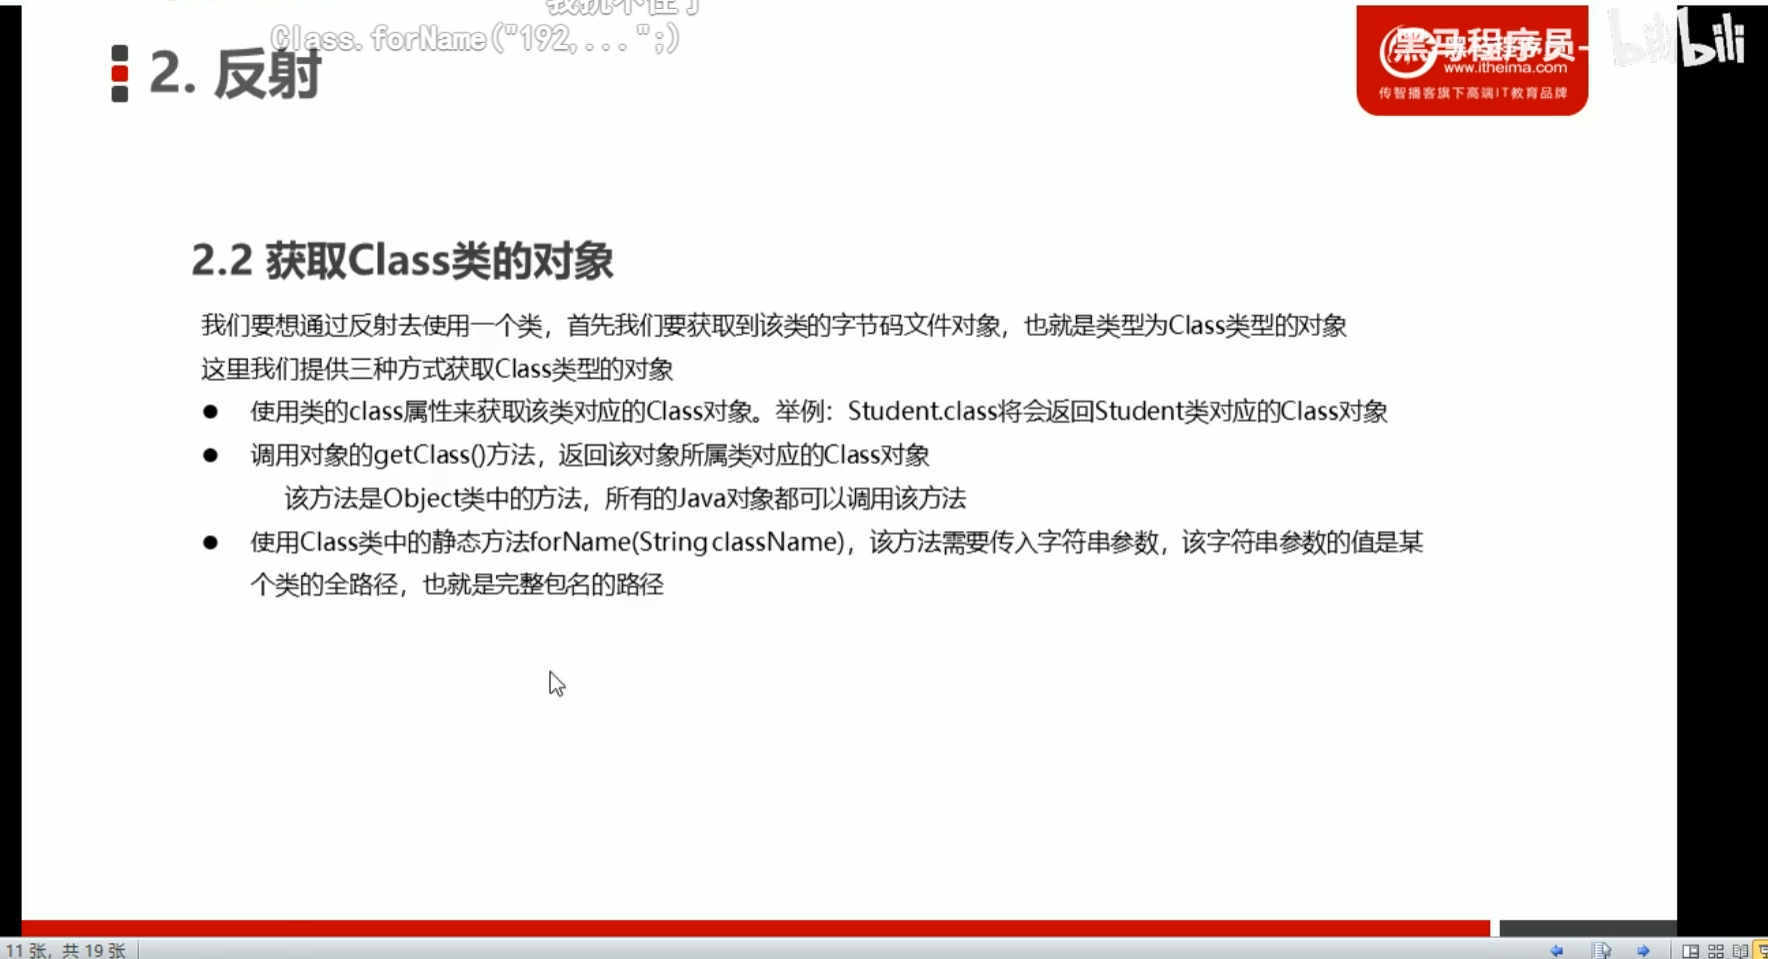 Class.forName("192,...";)
2. 反射
黑马程序员-
www.itheima.com
传智播客旗下高端IT教育品牌
bilibili
2.2 获取Class类的对象
我们要想通过反射去使用一个类，首先我们要获取到该类的字节码文件对象，也就是类型为Class类型的对象
这里我们提供三种方式获取Class类型的对象
● 使用类的class属性来获取该类对应的Class对象。举例：Student.class将会返回Student类对应的Class对象
● 调用对象的getClass()方法，返回该对象所属类对应的Class对象
该方法是Object类中的方法，所有的Java对象都可以调用该方法
● 使用Class类中的静态方法forName(String className)，该方法需要传入字符串参数，该字符串参数的值是某
个类的全路径，也就是完整包名的路径
11 张，共 19 张